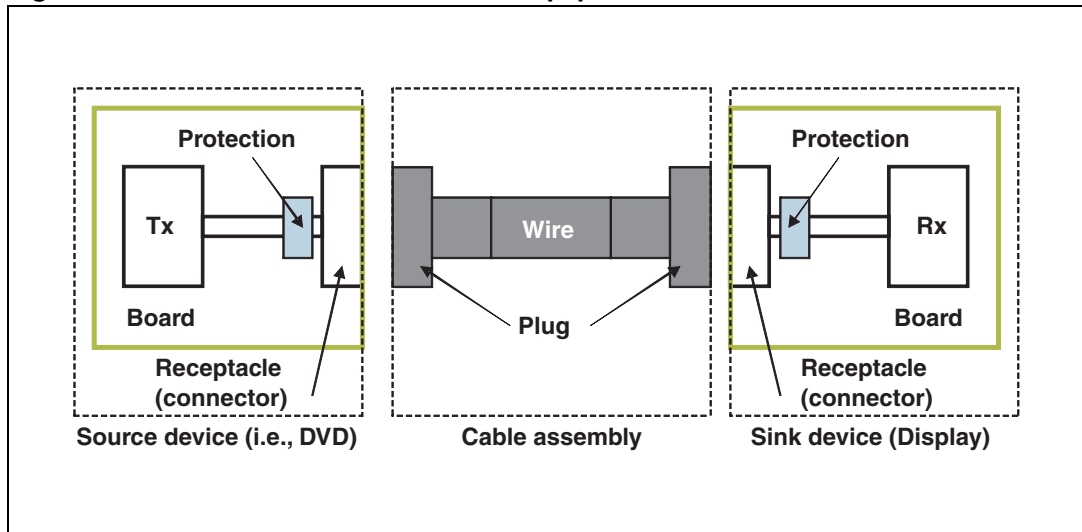 Protection
Tx
Board
Receptacle
(connector)
Source device (i.e., DVD)
Wire
Plug
Cable assembly
Protection
Rx
Board
Receptacle
(connector)
Sink device (Display)